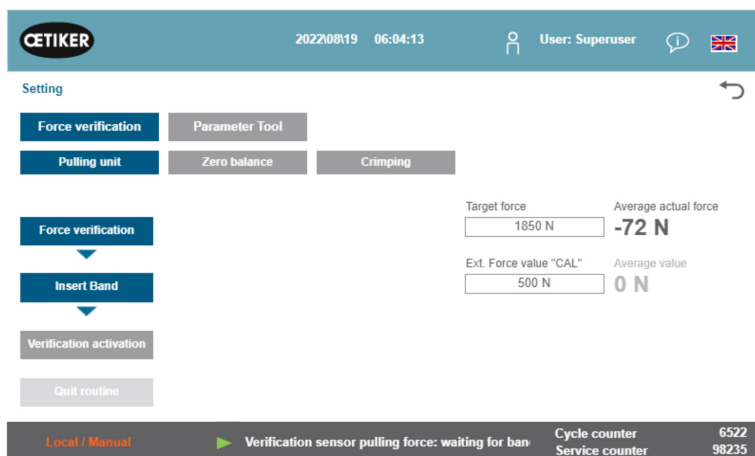 OETIKER
2022\08\19 06:04:13
User: Superuser
Setting
Force verification Parameter Tool
Pulling unit Zero balance Crimping
Target force Average actual force
Force verification 1850 N -72 N
Ext. Force value "CAL" Average value
Insert Band 500 N 0 N
Verification activation
Quit routine
Local / Manual Verification sensor pulling force: waiting for ban
Cycle counter 6522
Service counter 98235